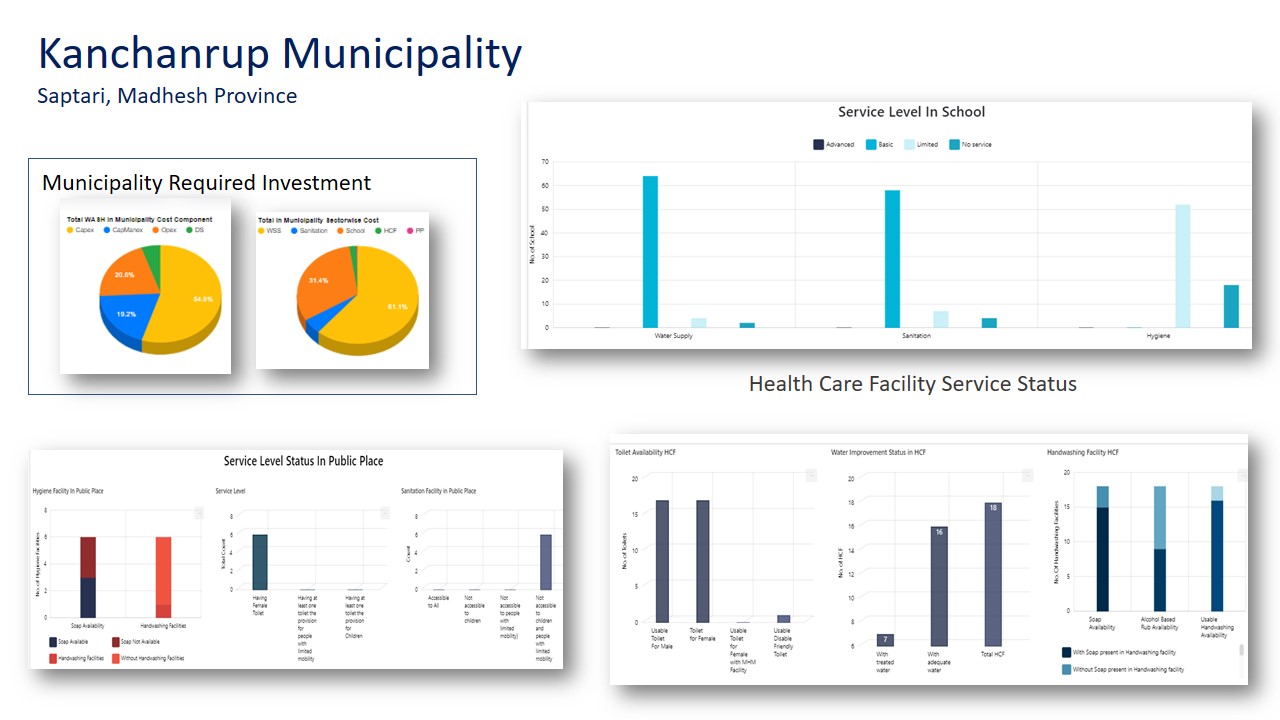 Kanchanrup Municipality
Saptari, Madhesh Province
Municipality Required Investment
Total WASH in Municipality Cost Component
Capex CapManex Opex DS
20.6%
54.9%
19.2%
Total in Municipality Sectorwise Cost
WSS Sanitation School HCF PP
31.4%
61.1%
Service Level In School
Advanced Basic Limited No service
No. of School
70
60
50
40
30
20
10
0
Water Supply Sanitation Hygiene
Health Care Facility Service Status
Service Level Status In Public Place
Hygiene Facility In Public Place
No. of Hygiene Facilities
8
6
4
2
0
Soap Availability Handwashing Facilities
Soap Available Soap Not Available
Handwashing Facilities Without Handwashing Facilities
Service Level
Total Count
8
6
4
2
0
Having
Female
Toilet
Having at
least one
toilet the
provision
for
people
with
limited
mobility
Having at
least one
toilet the
provision
for
Children
Sanitation Facility in Public Place
Count
8
6
4
2
0
Accessible
to All
Not
accessible
to
children
Not
accessible
to people
with
limited
mobility)
Not
accessible
to
children
and
people
with
limited
mobility
Toilet Availability HCF
No. of Toilets
20
15
10
5
0
Usable
Toilet
For Male
Toilet
for Female
Usable
Toilet
for
Female
with MHM
Facility
Usable
Disable
Friendly
Toilet
Water Improvement Status in HCF
No. of HCF
20
18
16
14
12
10
8
6
7
16
18
With
treated
water
With
adequate
water
Total HCF
Handwashing Facility HCF
No. Of Handwashing Facilities
20
15
10
5
0
Soap
Availability
Alcohol Based
Rub Availability
Usable
Handwashing
Availability
With Soap present in Handwashing facility
Without Soap present in Handwashing facility